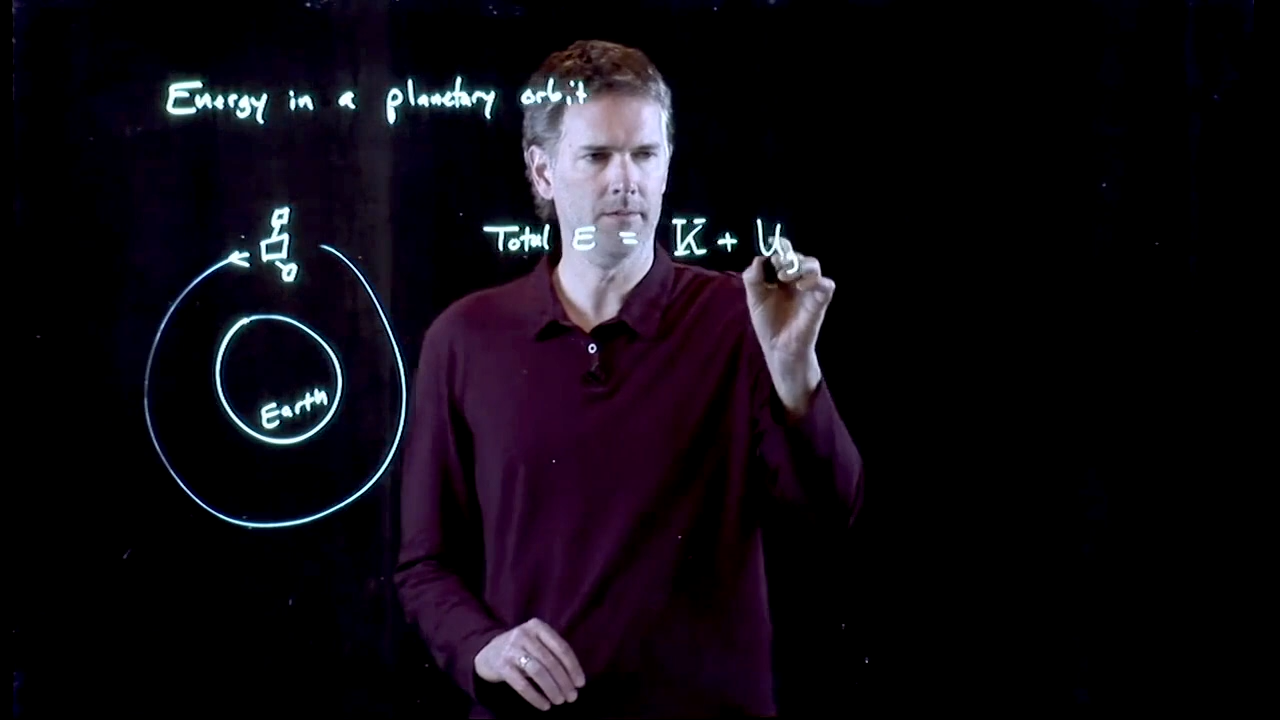 Energy in a planetary orbit
Total E = K + Ug
Earth